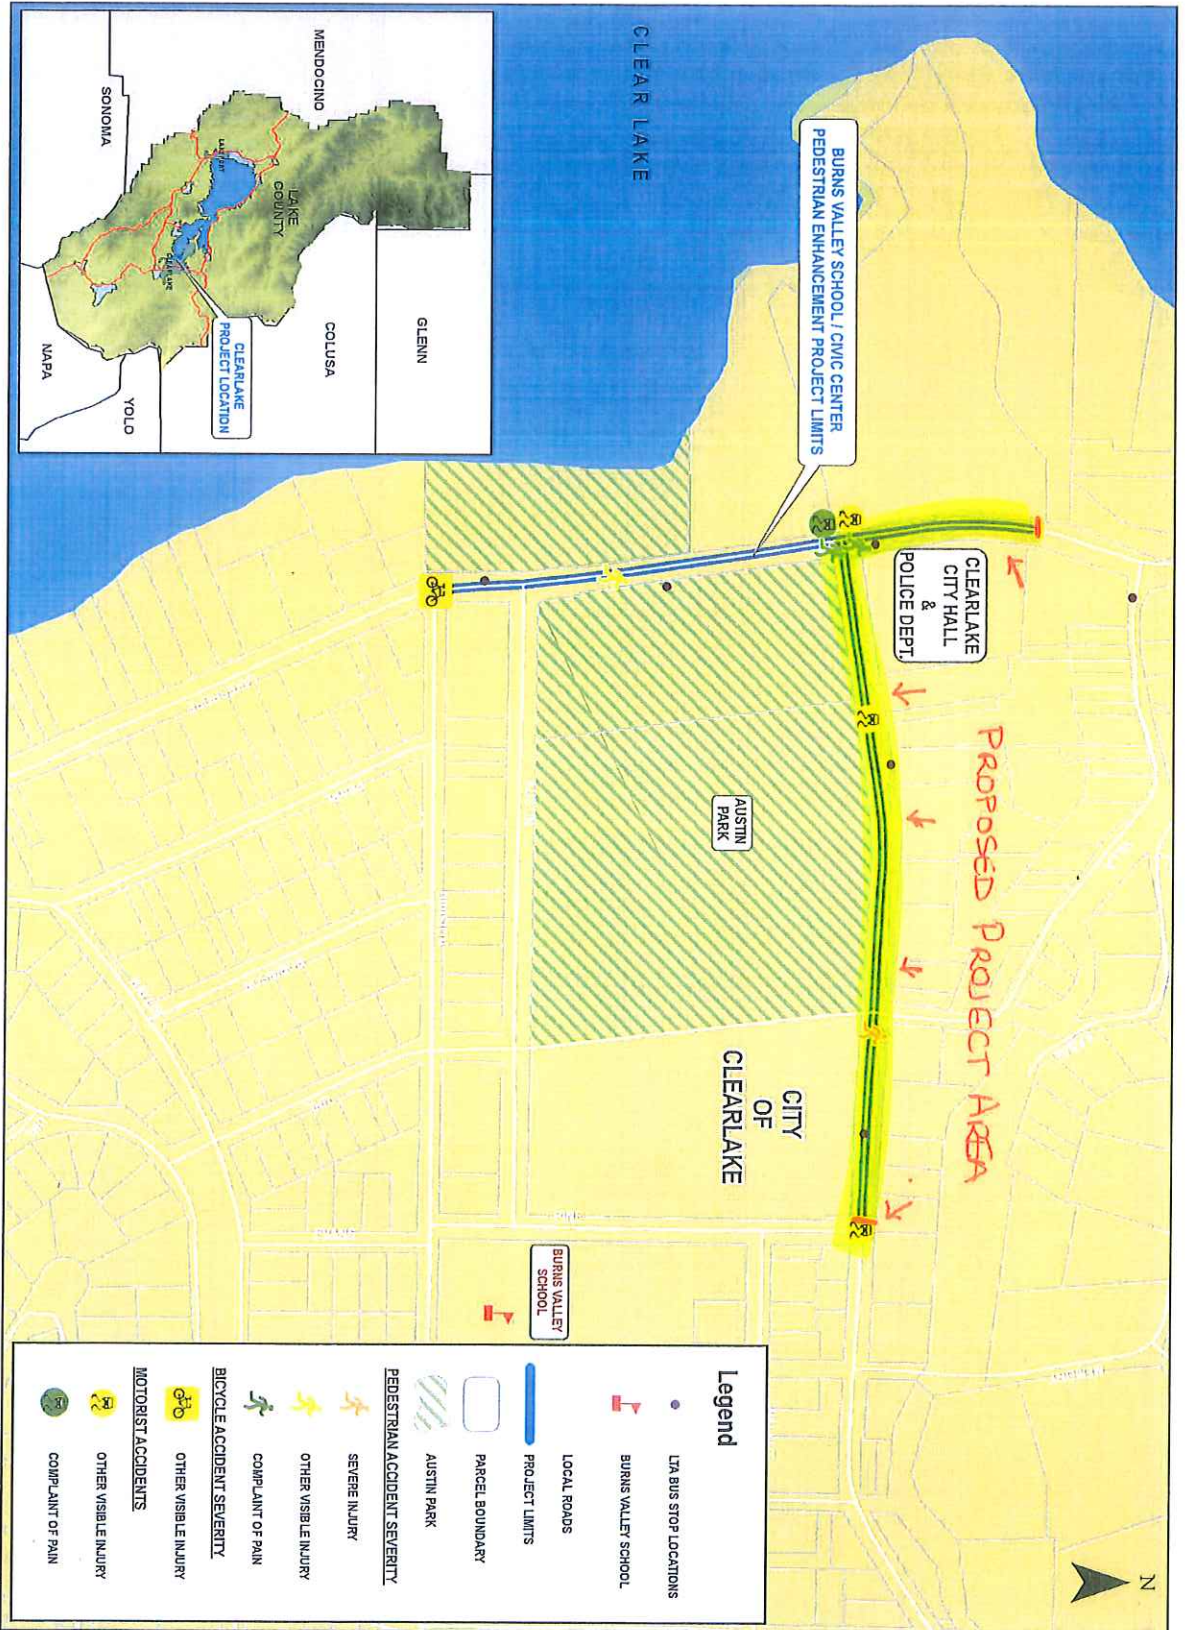 N
CLEAR LAKE
BURNS VALLEY SCHOOL / CIVIC CENTER
PEDESTRIAN ENHANCEMENT PROJECT LIMITS
CLEARLAKE
CITY HALL
&
POLICE DEPT.
PROPOSED PROJECT AREA
AUSTIN
PARK
CITY
OF
CLEARLAKE
BURNS VALLEY
SCHOOL
MENDOCINO
SONOMA
LAKE
COUNTY
LAKEPORT
CLEARLAKE
GLENN
COLUSA
CLEARLAKE
PROJECT LOCATION
YOLO
NAPA
Legend
LTA BUS STOP LOCATIONS
BURNS VALLEY SCHOOL
LOCAL ROADS
PROJECT LIMITS
PARCEL BOUNDARY
AUSTIN PARK
PEDESTRIAN ACCIDENT SEVERITY
SEVERE INJURY
OTHER VISIBLE INJURY
COMPLAINT OF PAIN
BICYCLE ACCIDENT SEVERITY
OTHER VISIBLE INJURY
MOTORIST ACCIDENTS
OTHER VISIBLE INJURY
COMPLAINT OF PAIN